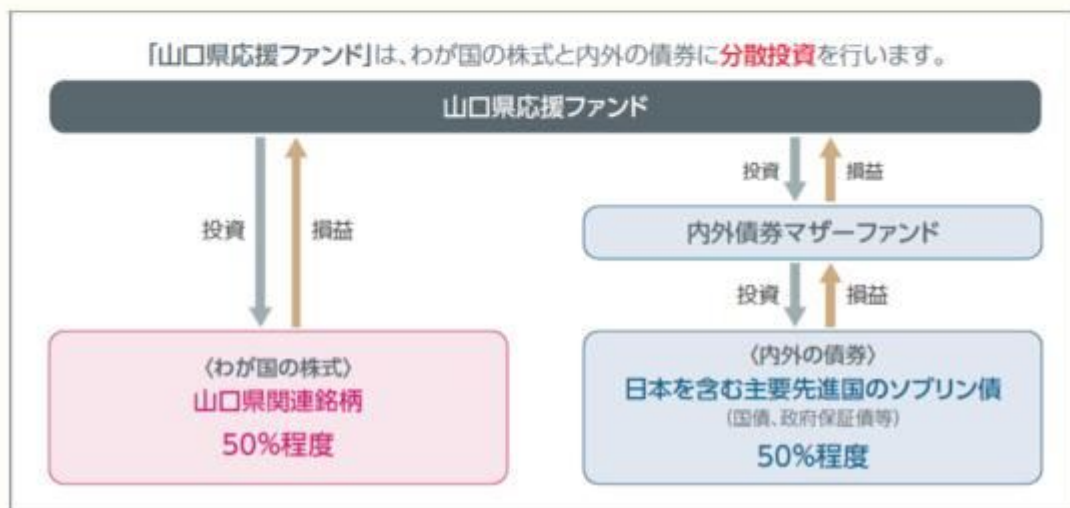 「山口県応援ファンド」は、わが国の株式と内外の債券に分散投資を行います。
山口県応援ファンド
投資
損益
投資
損益
内外債券マザーファンド
投資
損益
〈わが国の株式〉
山口県関連銘柄
50%程度
〈内外の債券〉
日本を含む主要先進国のソブリン債
(国債、政府保証債等)
50%程度